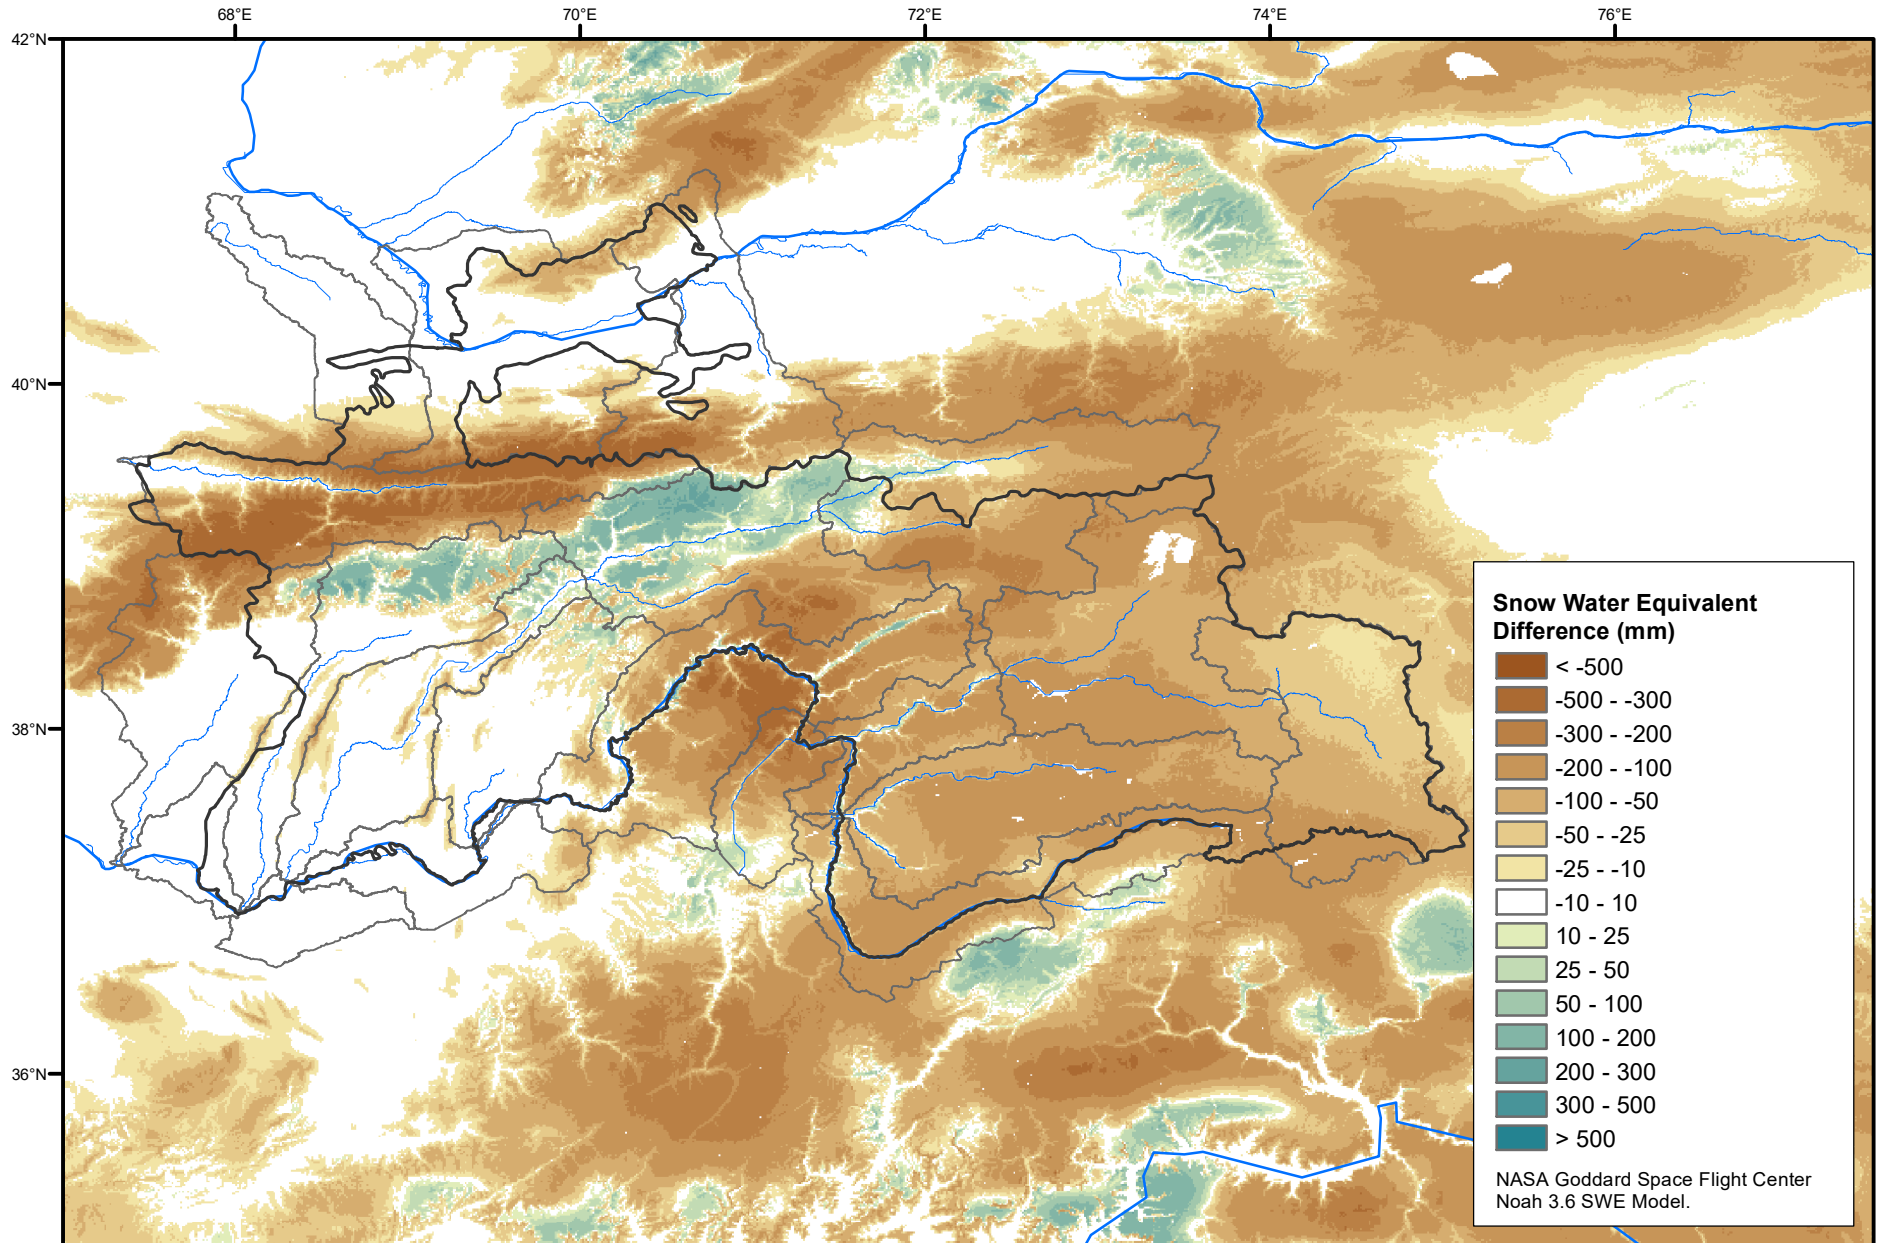 68°E 70°E 72°E 74°E 76°E
42°N
40°N
38°N
36°N
Snow Water Equivalent
Difference (mm)
< -500
-500 - -300
-300 - -200
-200 - -100
-100 - -50
-50 - -25
-25 - -10
-10 - 10
10 - 25
25 - 50
50 - 100
100 - 200
200 - 300
300 - 500
> 500
NASA Goddard Space Flight Center
Noah 3.6 SWE Model.